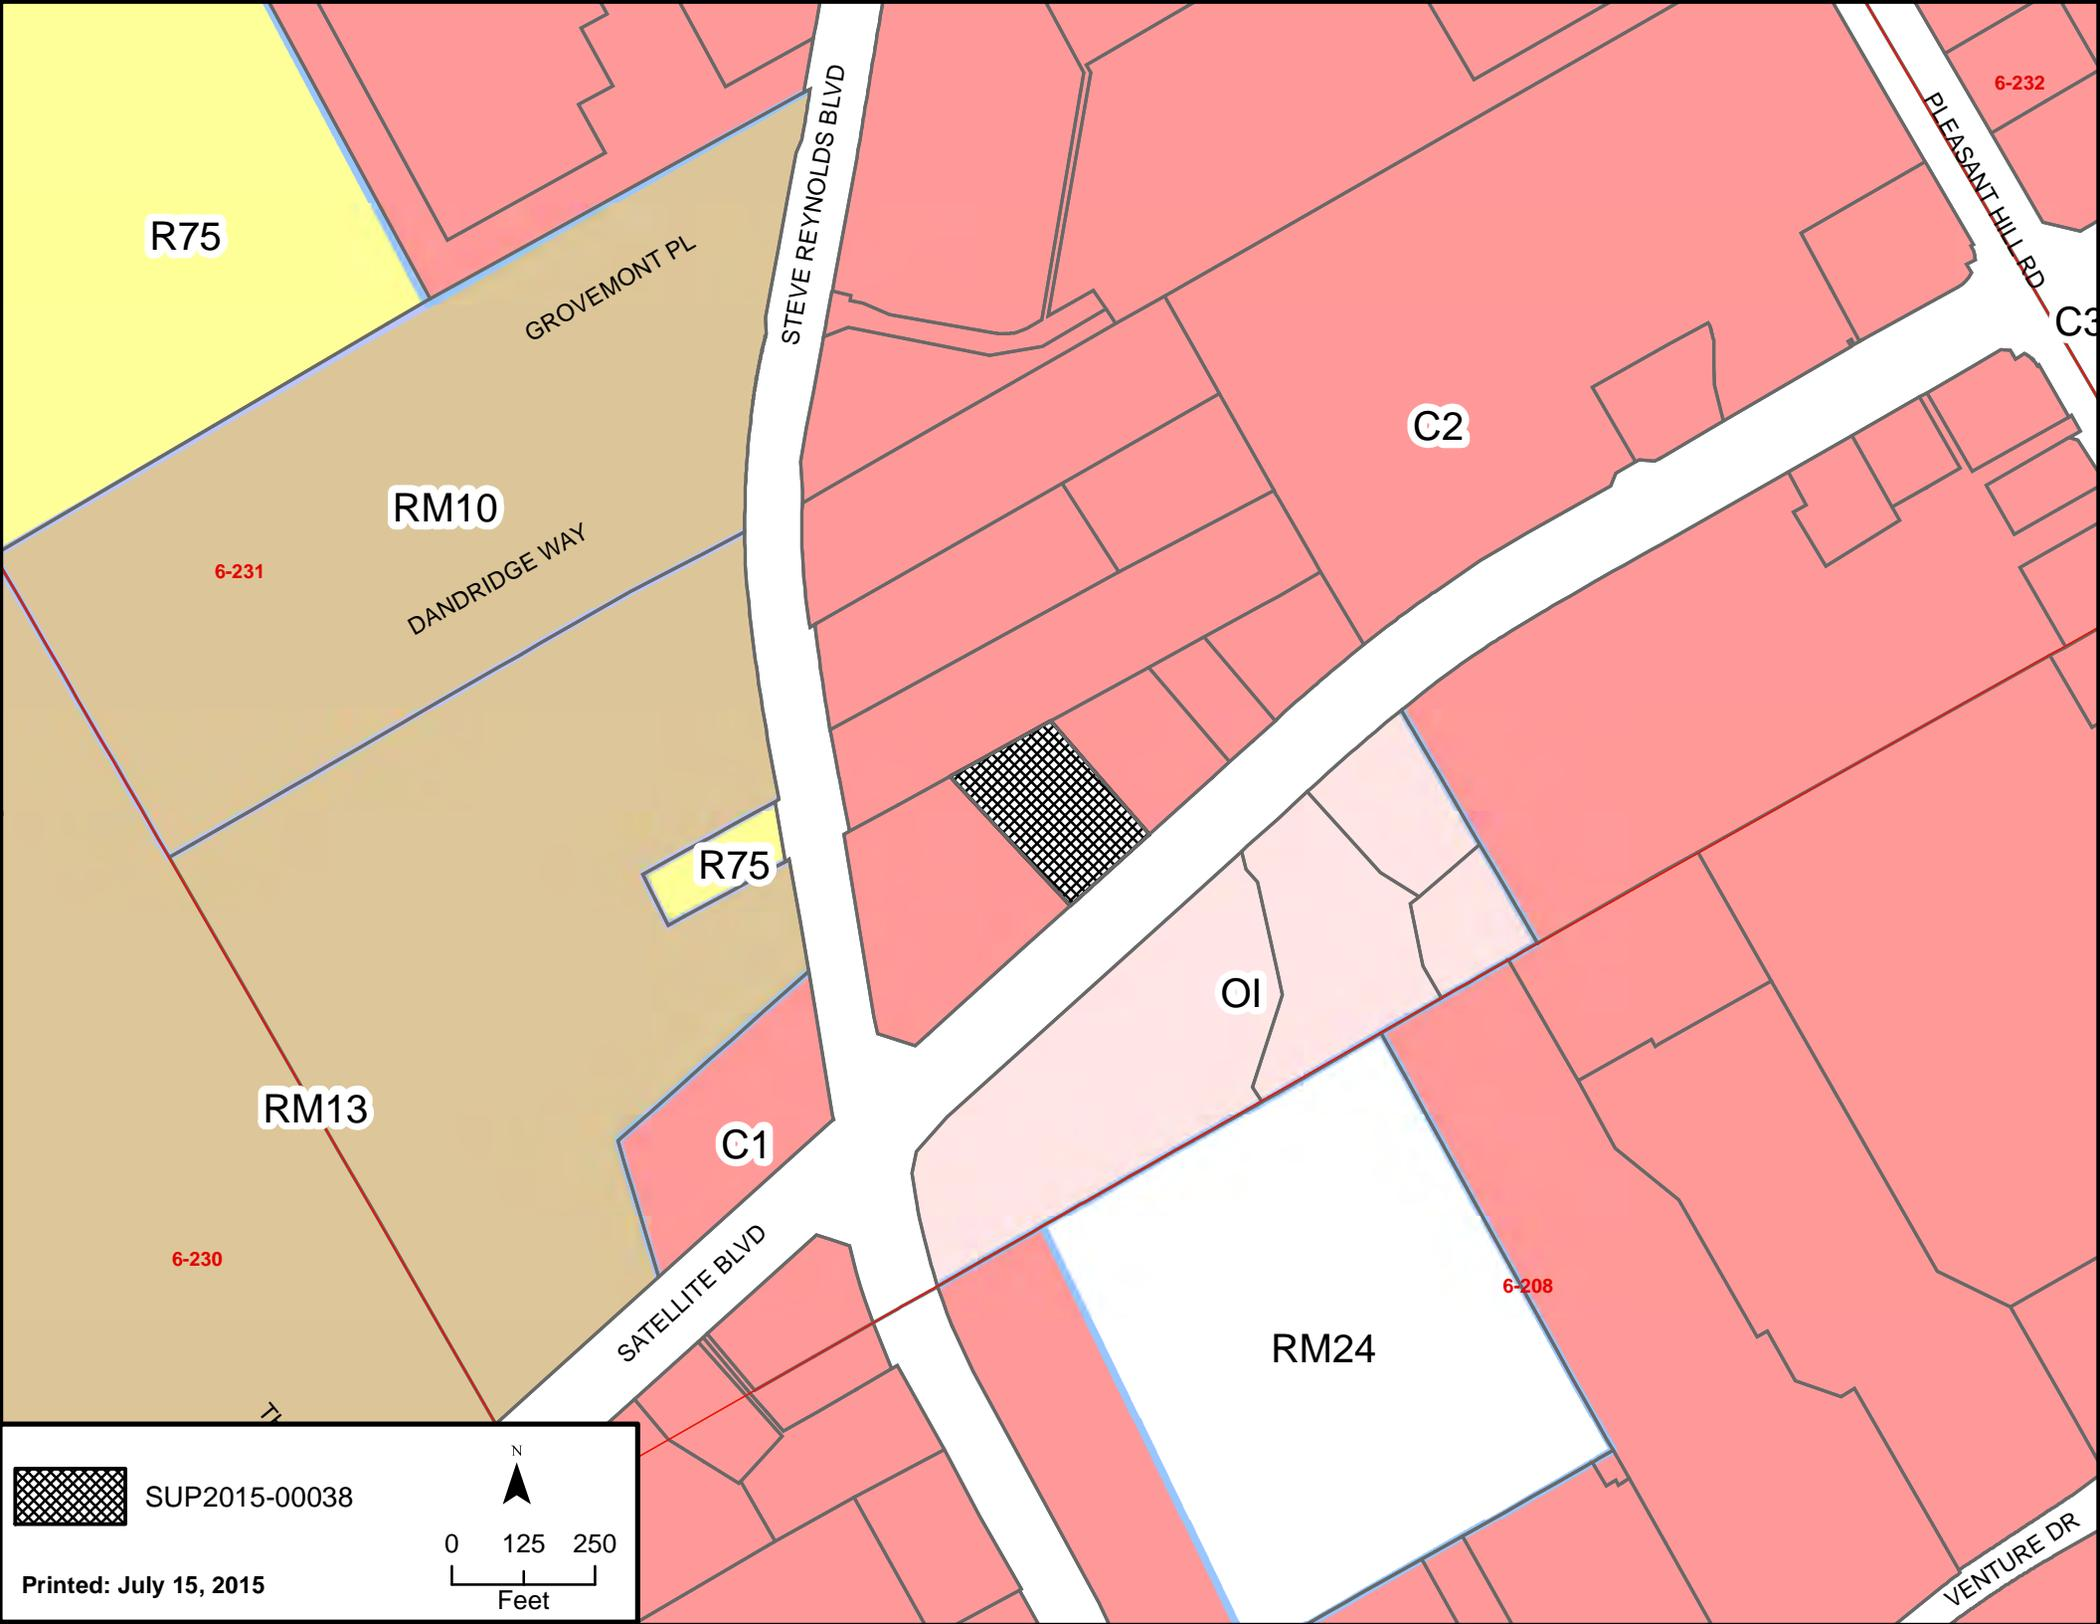 6-232
PLEASANT HILL RD
STEVE REYNOLDS BLVD
R75
GROVEMONT PL
C3
C2
RM10
6-231
DANDRIDGE WAY
R75
OI
RM13
C1
6-230
SATELLITE BLVD
6-208
RM24
VENTURE DR
SUP2015-00038
N
0 125 250
Feet
Printed: July 15, 2015